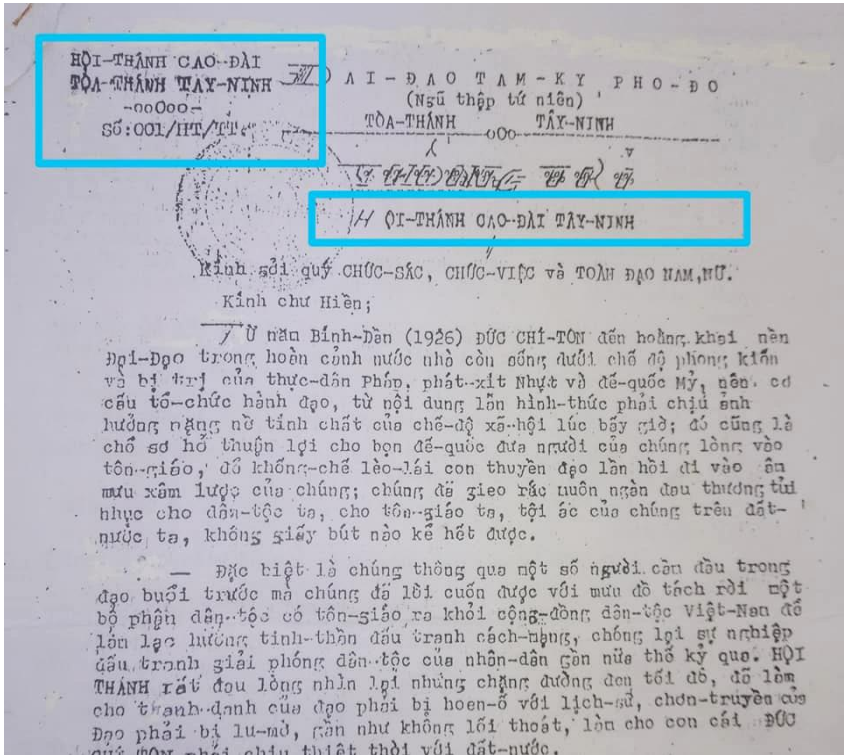 HỘI-THÁNH CAO-ĐÀI
TÒA-THÁNH TÂY-NINH
-ooOoo-
Số:001/HT/TT.
ĐẠI-ĐẠO TAM-KỲ PHO-ĐO
(Ngũ thập tứ niên)
TÒA-THÁNH oOo TÂY-NINH
HỘI-THÁNH CAO-ĐÀI TÂY-NINH
Kính gởi quý CHỨC-SẮC, CHỨC-VIỆC và TOÀN ĐẠO NAM,NỮ.
Kính chư Hiền;
TỪ năm Bính-Dần (1926) ĐỨC CHÍ-TÔN đến hoằng khai nền
Đại-Đạo trong hoàn cảnh nước nhà còn sống dưới chế độ phong kiến
và bị trị của thực-dân Pháp, phát-xít Nhựt và đế-quốc Mỹ, nên cơ
cấu tổ-chức hành đạo, từ nội dung lẫn hình-thức phải chịu ảnh
hưởng nặng nề tính chất của chế-độ xã-hội lúc bấy giờ; đó cũng là
chỗ sơ hở thuận lợi cho bọn đế-quốc đưa người của chúng lòng vào
tôn-giáo, để khống-chế lèo-lái con thuyền đạo lần hồi đi vào âm
mưu xâm lược của chúng; chúng đã gieo rắc muôn ngàn đau thương tủi
nhục cho dân-tộc ta, cho tôn-giáo ta, tội ác của chúng trên đất-
nước ta, không giấy bút nào kể hết được.
— Đặc biệt là chúng thông qua một số người cầm đầu trong
đạo buổi trước mà chúng đã lôi cuốn được với mưu đồ tách rời một
bộ phận dân-tộc có tôn-giáo ra khỏi cộng-đồng dân-tộc Việt-Nam để
làm lạc hướng tinh-thần đấu tranh cách-mạng, chống lại sự nghiệp
đấu tranh giải phóng dân-tộc của nhân-dân gần nửa thế kỷ qua. HỘI
THÁNH rất đau lòng nhìn lại những chặng đường đen tối đó, đã làm
cho thanh-danh của đạo phải bị hoen-ố với lịch-sử, chơn-truyền của
Đạo phải bị lu-mờ, gần như không lối thoát, làm cho con cái ĐỨC
CHÍ TÔN phải chịu thiệt thòi với đất-nước.